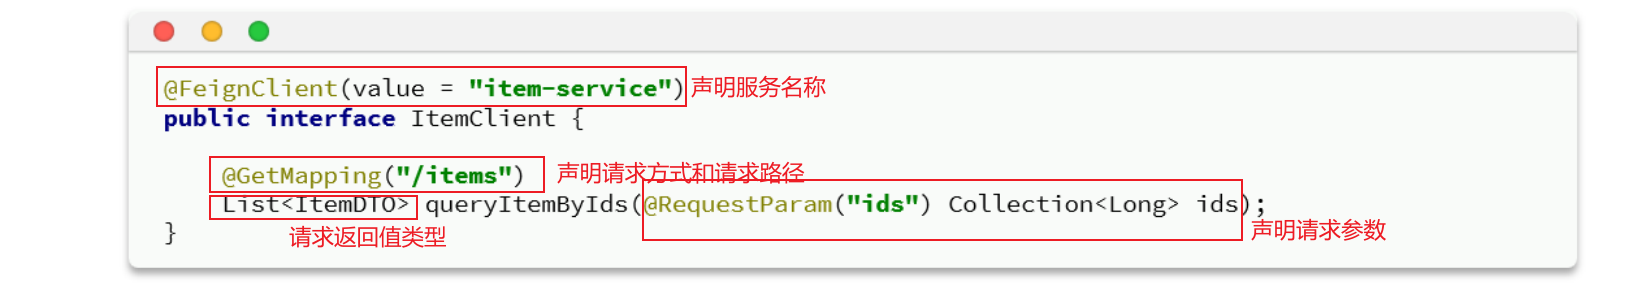 @FeignClient(value = "item-service") 声明服务名称
public interface ItemClient {
@GetMapping("/items") 声明请求方式和请求路径
List<ItemDTO> queryItemByIds(@RequestParam("ids") Collection<Long> ids);
} 请求返回值类型 声明请求参数